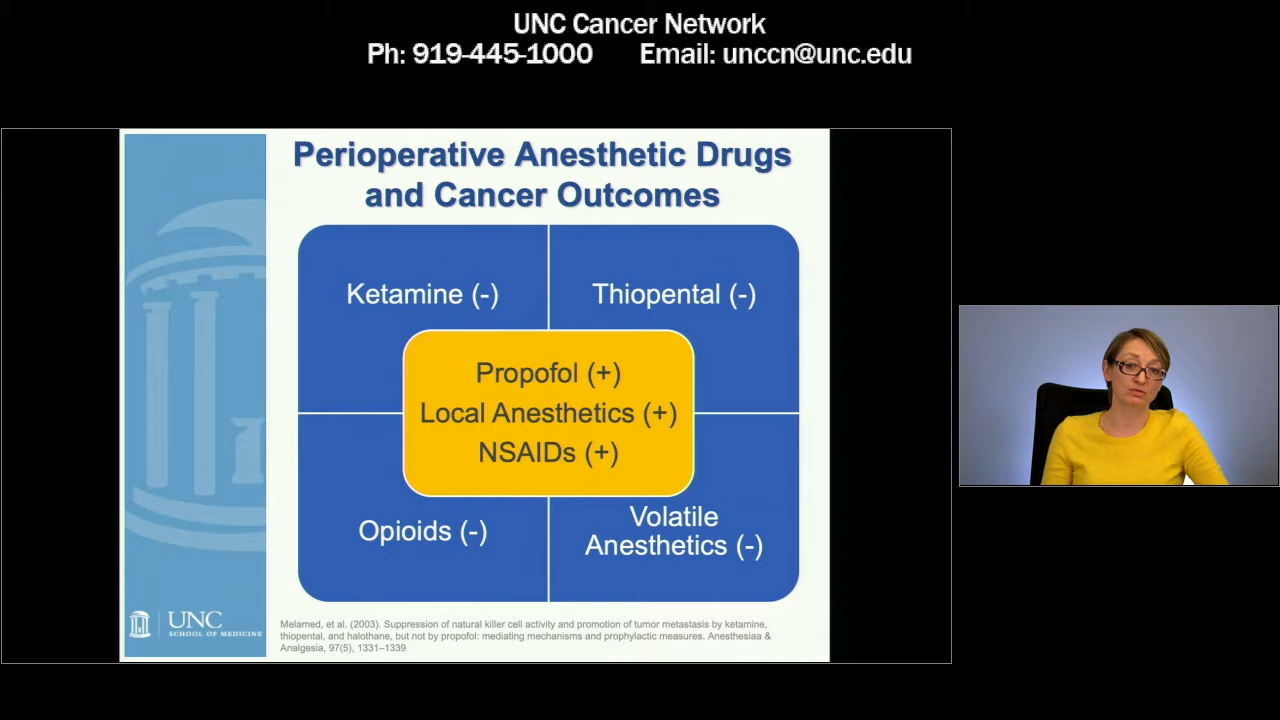 UNC Cancer Network
Ph: 919-445-1000 Email: unccn@unc.edu
Perioperative Anesthetic Drugs
and Cancer Outcomes
Ketamine (-)
Thiopental (-)
Propofol (+)
Local Anesthetics (+)
NSAIDs (+)
Opioids (-)
Volatile
Anesthetics (-)
UNC
SCHOOL OF MEDICINE
Melamed, et al. (2003). Suppression of natural killer cell activity and promotion of tumor metastasis by ketamine,
thiopental, and halothane, but not by propofol: mediating mechanisms and prophylactic measures. Anesthesiaa &
Analgesia, 97(5), 1331–1339